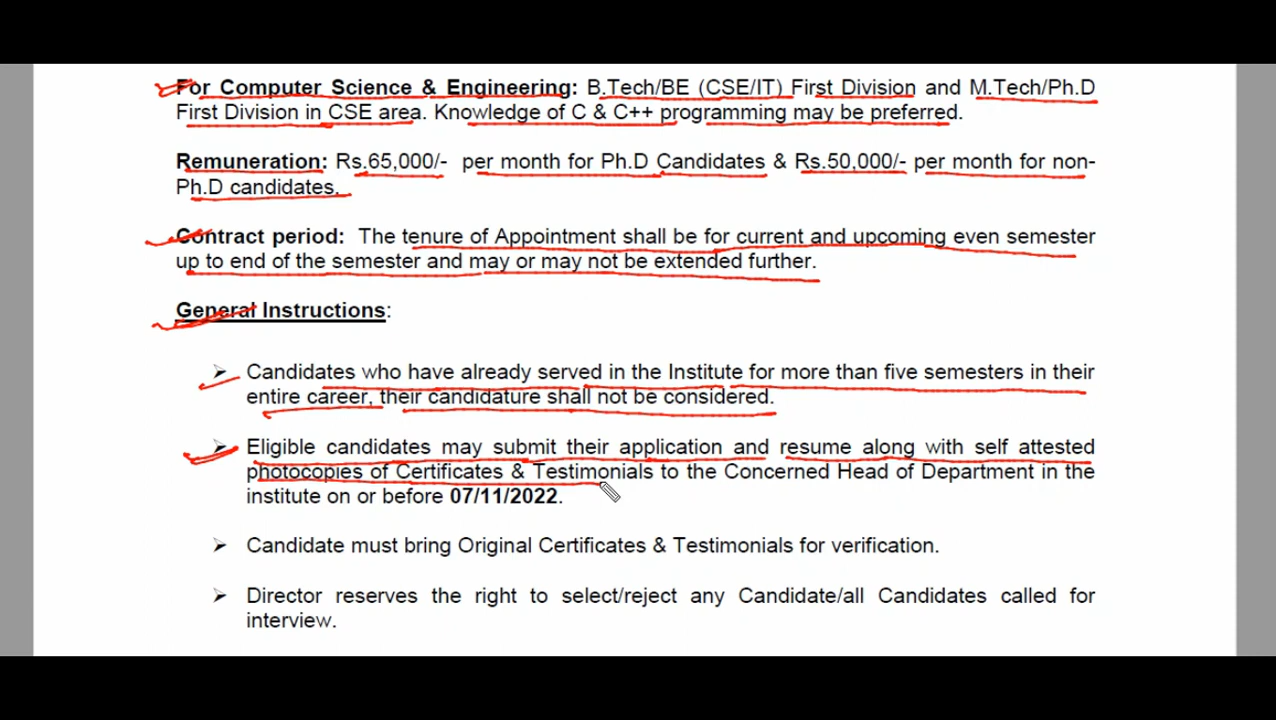 For Computer Science & Engineering: B.Tech/BE (CSE/IT) First Division and M.Tech/Ph.D
First Division in CSE area. Knowledge of C & C++ programming may be preferred.
Remuneration: Rs.65,000/- per month for Ph.D Candidates & Rs.50,000/- per month for non-
Ph.D candidates.
Contract period: The tenure of Appointment shall be for current and upcoming even semester
up to end of the semester and may or may not be extended further.
General Instructions:
➢ Candidates who have already served in the Institute for more than five semesters in their
entire career, their candidature shall not be considered.
➢ Eligible candidates may submit their application and resume along with self attested
photocopies of Certificates & Testimonials to the Concerned Head of Department in the
institute on or before 07/11/2022.
➢ Candidate must bring Original Certificates & Testimonials for verification.
➢ Director reserves the right to select/reject any Candidate/all Candidates called for
interview.